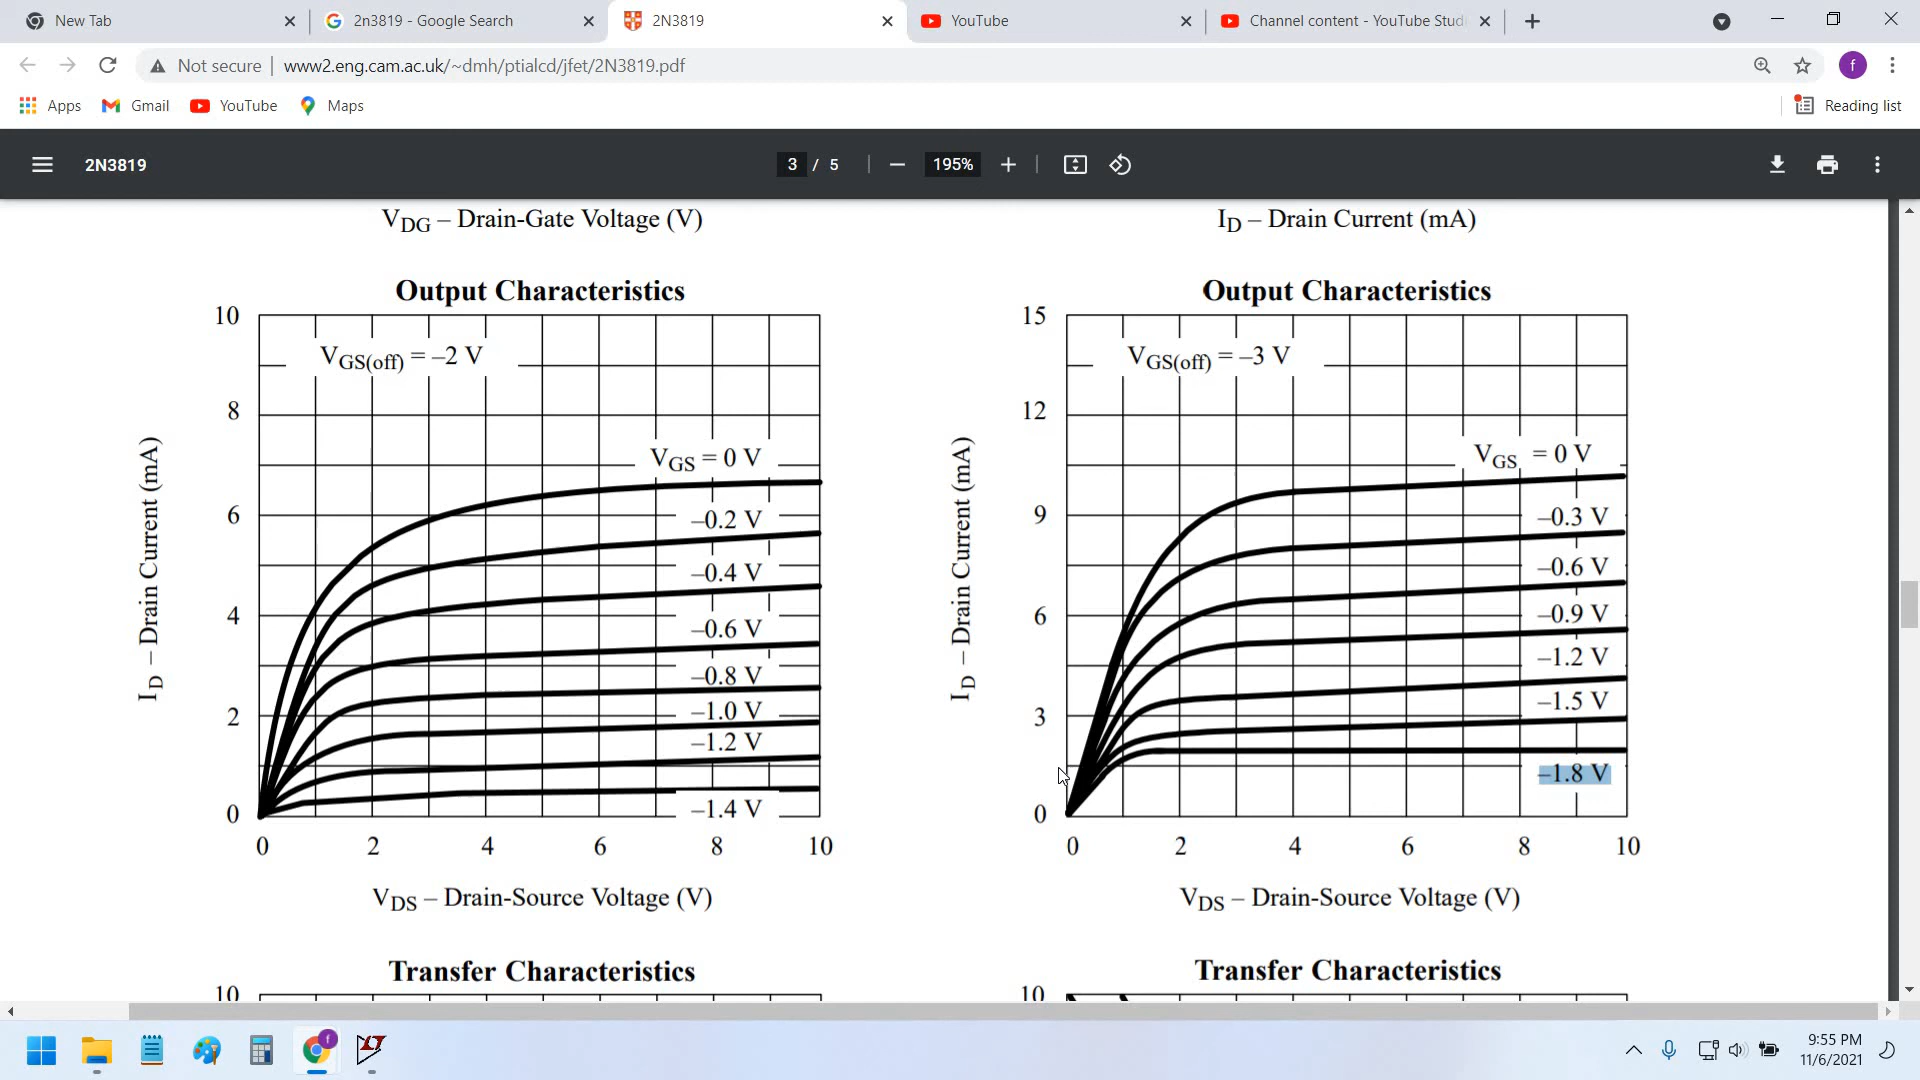 New Tab
2n3819 - Google Search
2N3819
YouTube
Channel content - YouTube Stud
Not secure
www2.eng.cam.ac.uk/~dmh/ptialcd/jfet/2N3819.pdf
f
Apps
Gmail
YouTube
Maps
Reading list
2N3819
3 / 5
195%
VDG – Drain-Gate Voltage (V)
ID – Drain Current (mA)
Output Characteristics
10
8
6
4
2
0
ID – Drain Current (mA)
VGS(off) = –2 V
VGS = 0 V
–0.2 V
–0.4 V
–0.6 V
–0.8 V
–1.0 V
–1.2 V
–1.4 V
0 2 4 6 8 10
VDS – Drain-Source Voltage (V)
Output Characteristics
15
12
9
6
3
0
ID – Drain Current (mA)
VGS(off) = –3 V
VGS = 0 V
–0.3 V
–0.6 V
–0.9 V
–1.2 V
–1.5 V
–1.8 V
0 2 4 6 8 10
VDS – Drain-Source Voltage (V)
Transfer Characteristics
10
Transfer Characteristics
10
f
LT
9:55 PM
11/6/2021